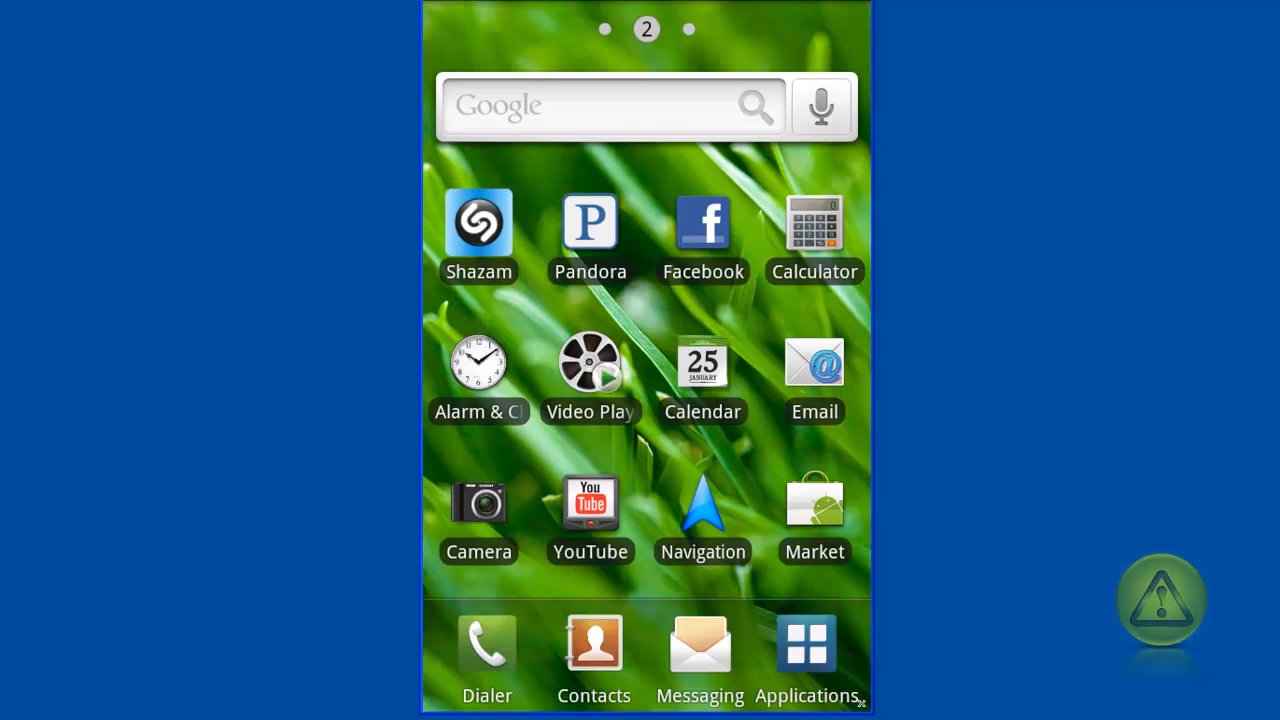 2
Google
Shazam Pandora Facebook Calculator
P f 0
25
JANUARY
Alarm & Cl Video Play Calendar Email
You
Tube
Camera YouTube Navigation Market
Dialer Contacts Messaging Applications